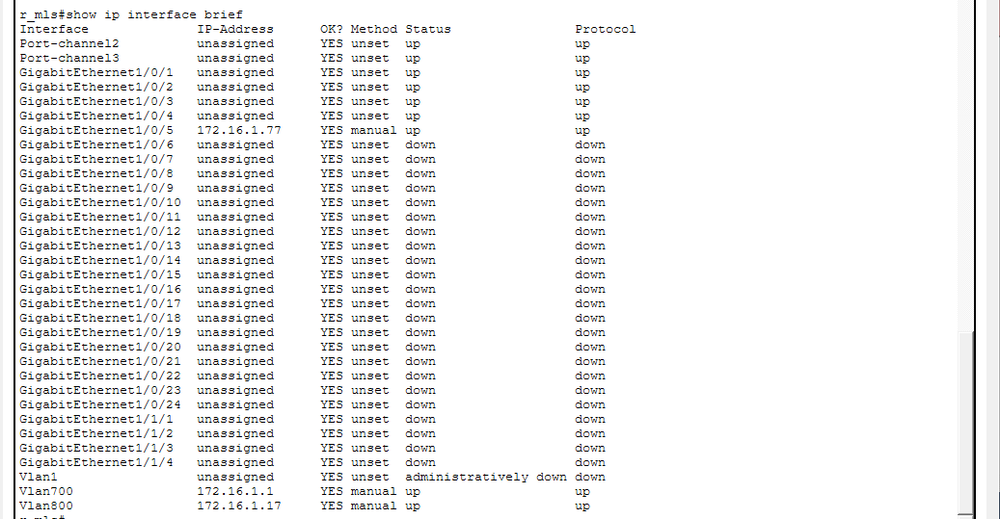 r_mls#show ip interface brief
Interface              IP-Address      OK? Method Status                Protocol
Port-channel2          unassigned      YES unset  up                    up
Port-channel3          unassigned      YES unset  up                    up
GigabitEthernet1/0/1   unassigned      YES unset  up                    up
GigabitEthernet1/0/2   unassigned      YES unset  up                    up
GigabitEthernet1/0/3   unassigned      YES unset  up                    up
GigabitEthernet1/0/4   unassigned      YES unset  up                    up
GigabitEthernet1/0/5   172.16.1.77     YES manual up                    up
GigabitEthernet1/0/6   unassigned      YES unset  down                  down
GigabitEthernet1/0/7   unassigned      YES unset  down                  down
GigabitEthernet1/0/8   unassigned      YES unset  down                  down
GigabitEthernet1/0/9   unassigned      YES unset  down                  down
GigabitEthernet1/0/10  unassigned      YES unset  down                  down
GigabitEthernet1/0/11  unassigned      YES unset  down                  down
GigabitEthernet1/0/12  unassigned      YES unset  down                  down
GigabitEthernet1/0/13  unassigned      YES unset  down                  down
GigabitEthernet1/0/14  unassigned      YES unset  down                  down
GigabitEthernet1/0/15  unassigned      YES unset  down                  down
GigabitEthernet1/0/16  unassigned      YES unset  down                  down
GigabitEthernet1/0/17  unassigned      YES unset  down                  down
GigabitEthernet1/0/18  unassigned      YES unset  down                  down
GigabitEthernet1/0/19  unassigned      YES unset  down                  down
GigabitEthernet1/0/20  unassigned      YES unset  down                  down
GigabitEthernet1/0/21  unassigned      YES unset  down                  down
GigabitEthernet1/0/22  unassigned      YES unset  down                  down
GigabitEthernet1/0/23  unassigned      YES unset  down                  down
GigabitEthernet1/0/24  unassigned      YES unset  down                  down
GigabitEthernet1/1/1   unassigned      YES unset  down                  down
GigabitEthernet1/1/2   unassigned      YES unset  down                  down
GigabitEthernet1/1/3   unassigned      YES unset  down                  down
GigabitEthernet1/1/4   unassigned      YES unset  down                  down
Vlan1                  unassigned      YES unset  administratively down down
Vlan700                172.16.1.1      YES manual up                    up
Vlan800                172.16.1.17     YES manual up                    up